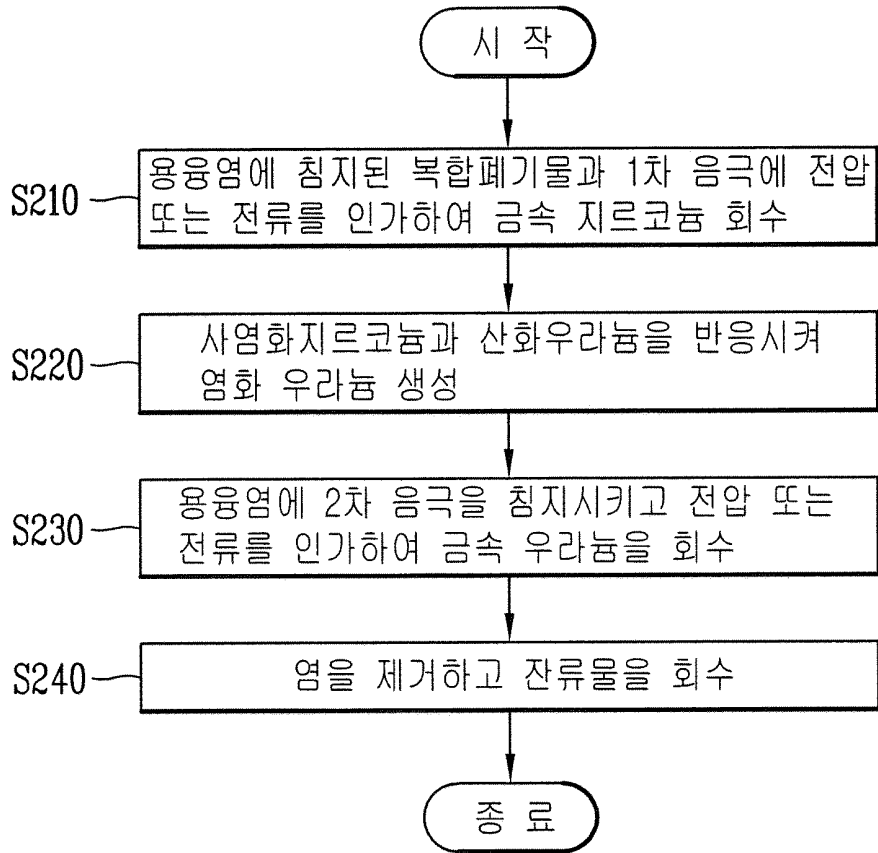 시 작
S210
용융염에 침지된 복합폐기물과 1차 음극에 전압
또는 전류를 인가하여 금속 지르코늄 회수
S220
사염화지르코늄과 산화우라늄을 반응시켜
염화 우라늄 생성
S230
용융염에 2차 음극을 침지시키고 전압 또는
전류를 인가하여 금속 우라늄을 회수
S240
염을 제거하고 잔류물을 회수
종 료